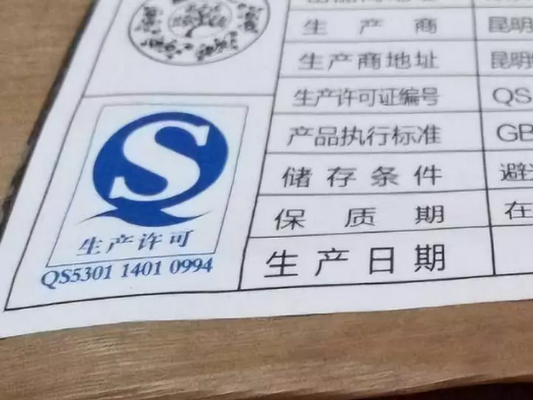 生产商 昆明
生产商地址 昆明
生产许可证编号 QS
产品执行标准 GB
储存条件 避
保质期 在
生产日期
S
生产许可
QS5301 1401 0994